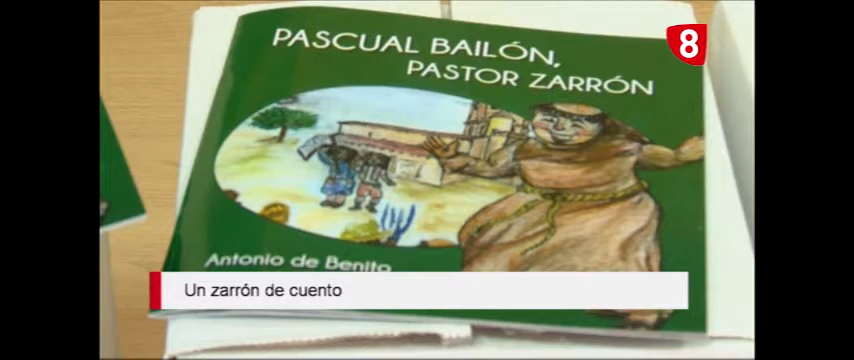 8
PASCUAL BAILÓN,
PASTOR ZARRÓN
Antonio de Benito
Un zarrón de cuento